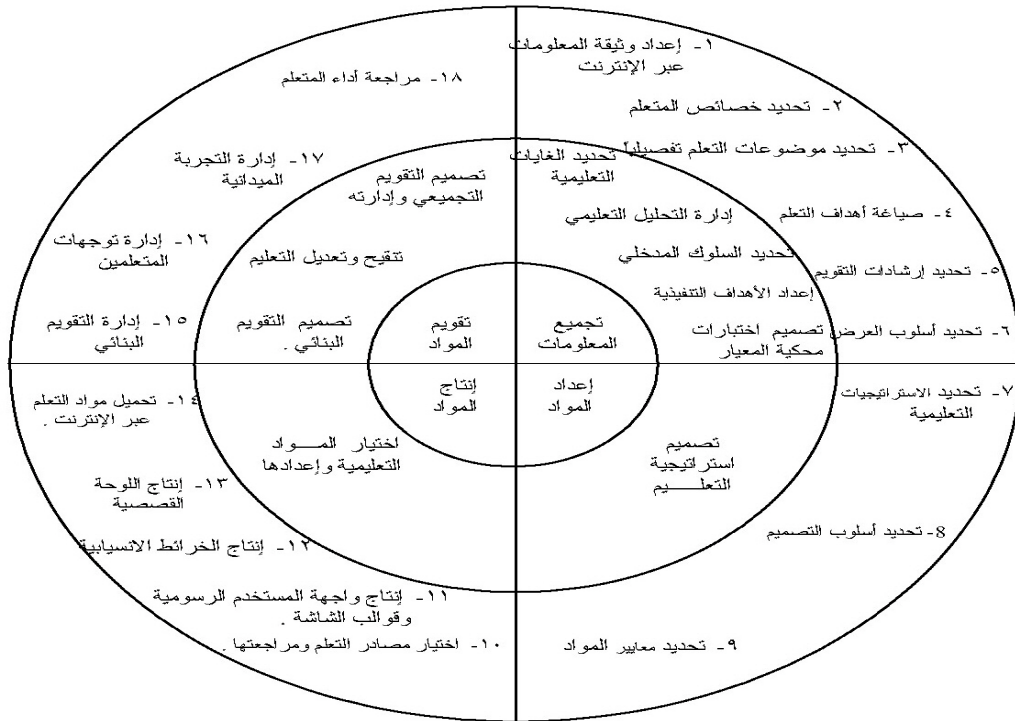 ١- إعداد وثيقة المعلومات
عبر الإنترنت
٢- تحديد خصائص المتعلم
٣- تحديد موضوعات التعلم تفصيلياً
٤- صياغة أهداف التعلم
٥- تحديد إرشادات التقويم
٦- تحديد أسلوب العرض
٧- تحديد الاستراتيجيات
التعليمية
8- تحديد أسلوب التصميم
٩- تحديد معايير المواد
١٠- اختيار مصادر التعلم ومراجعتها .
١١- إنتاج واجهة المستخدم الرسومية
وقوالب الشاشة .
١٢- إنتاج الخرائط الانسيابية
١٣- إنتاج اللوحة
القصصية
١٤- تحميل مواد التعلم
عبر الإنترنت .
١٥- إدارة التقويم
البنائي
١٦- إدارة توجهات
المتعلمين
١٧- إدارة التجربة
الميدانية
١٨- مراجعة أداء المتعلم
تحديد الغايات
التعليمية
إدارة التحليل التعليمي
تحديد السلوك المدخلي
إعداد الأهداف التنفيذية
تصميم اختبارات
محكية المعيار
تصميم
استراتيجية
التعلـــــيم
اختيار المـــواد
التعليمية وإعدادها
تصميم التقويم
البنائي .
تنقيح وتعديل التعليم
تصميم التقويم
التجميعي وإدارته
تجميع
المعلومات
إعداد
المواد
إنتاج
المواد
تقويم
المواد